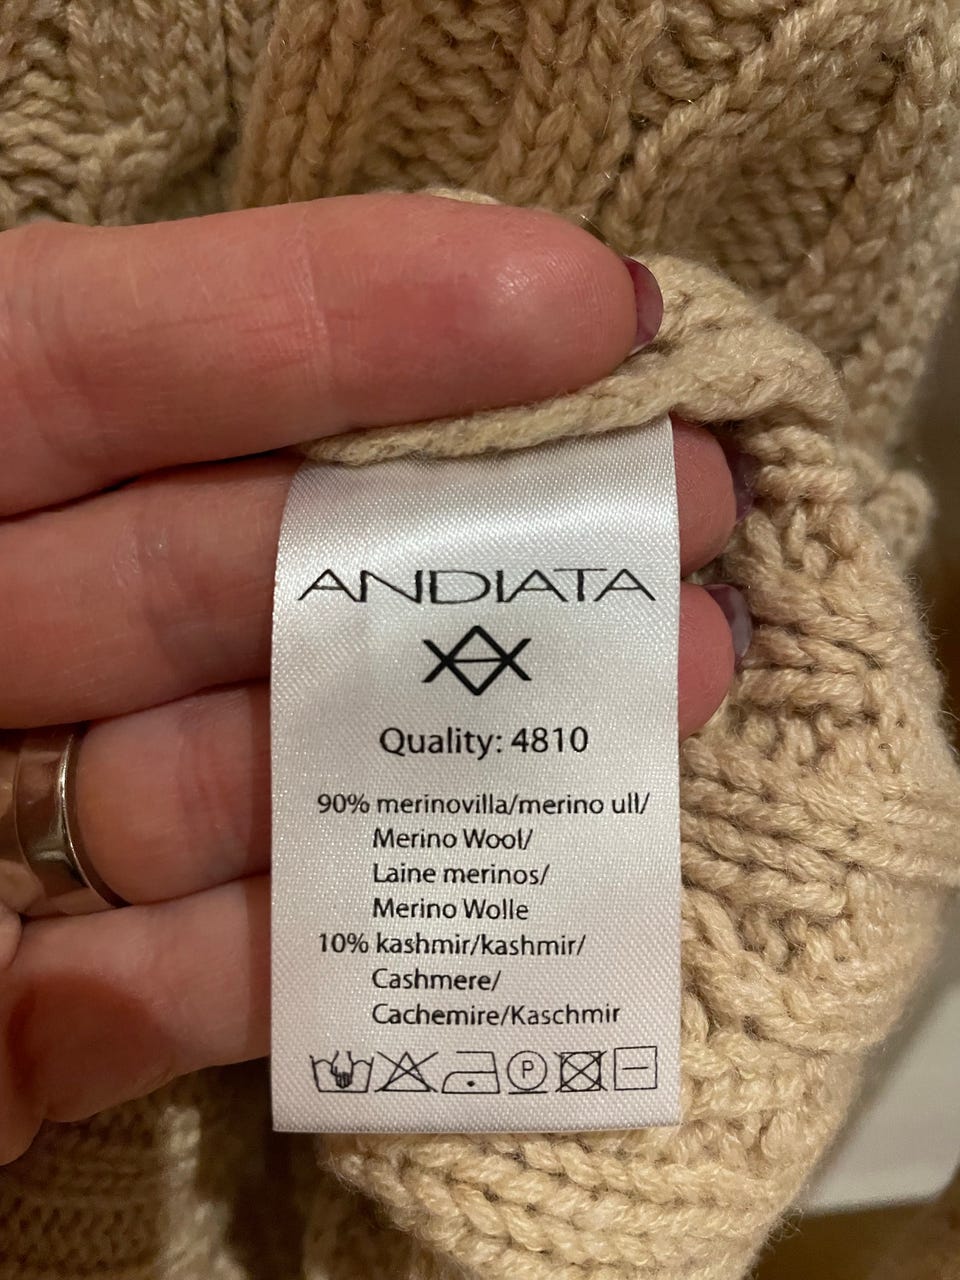 ANDIATA
Quality: 4810
90% merinovilla/merino ull/
Merino Wool/
Laine merinos/
Merino Wolle
10% kashmir/kashmir/
Cashmere/
Cachemire/Kaschmir
P